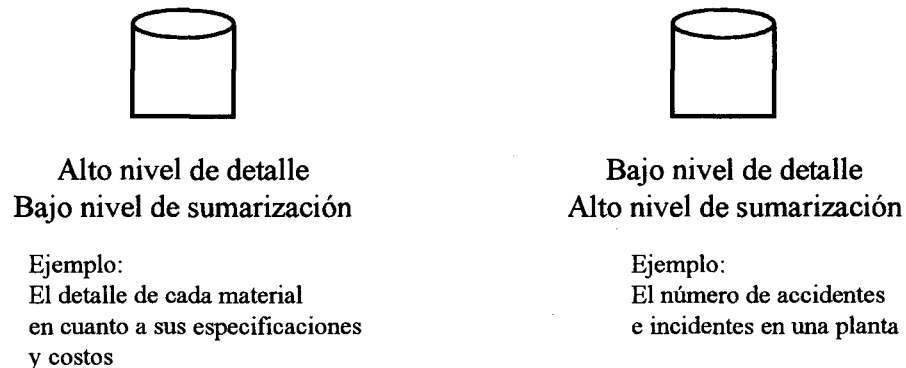 Alto nivel de detalle
Bajo nivel de sumarización
Ejemplo:
El detalle de cada material
en cuanto a sus especificaciones
y costos
Bajo nivel de detalle
Alto nivel de sumarización
Ejemplo:
El número de accidentes
e incidentes en una planta